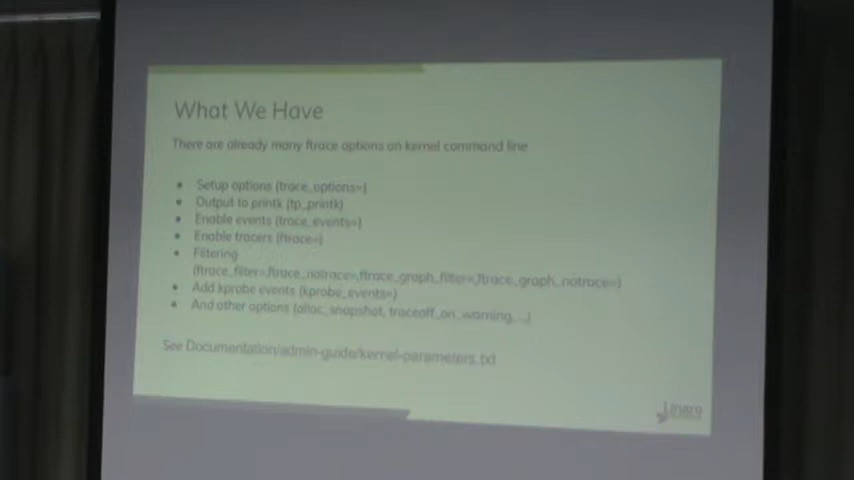 What We Have
There are already many ftrace options on kernel command line
• Setup options (trace_options=)
• Output to printk (tp_printk)
• Enable events (trace_events=)
• Enable tracers (ftrace=)
• Filtering
(ftrace_filter=,ftrace_notrace=,ftrace_graph_filter=,ftrace_graph_notrace=)
• Add kprobe events (kprobe_events=)
• And other options (alloc_snapshot, traceoff_on_warning, ...)
See Documentation/admin-guide/kernel-parameters.txt
Linaro